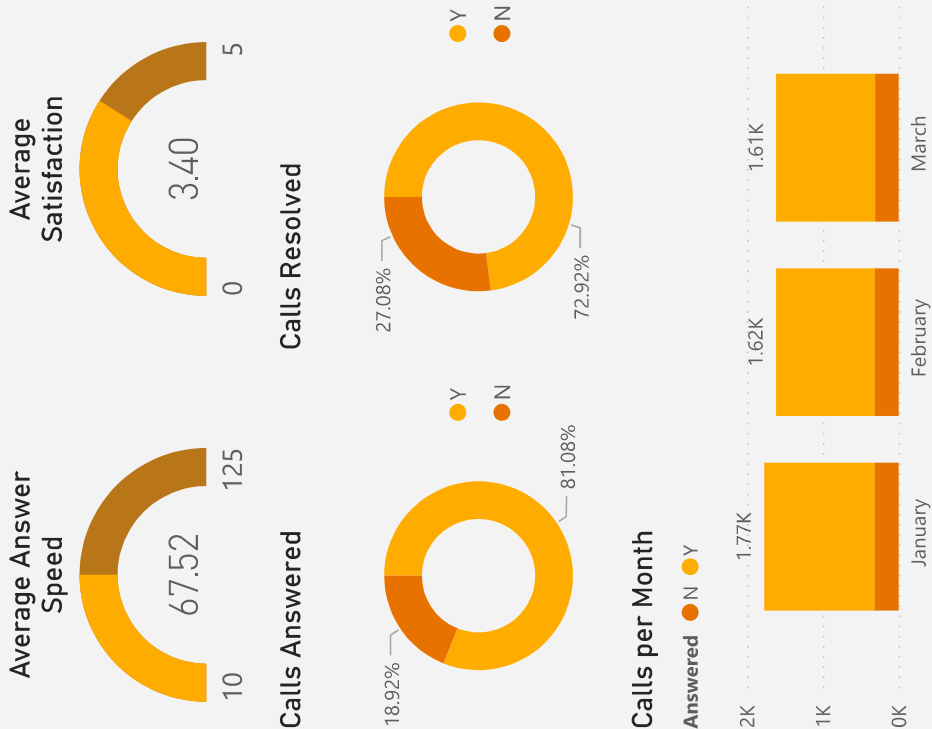 Average Answer
Speed
67.52
10
125
Average
Satisfaction
3.40
0
5
Calls Answered
18.92%
81.08%
Y
N
Calls Resolved
27.08%
72.92%
Y
N
Calls per Month
Answered N Y
2K
1K
0K
1.77K
1.62K
1.61K
January
February
March